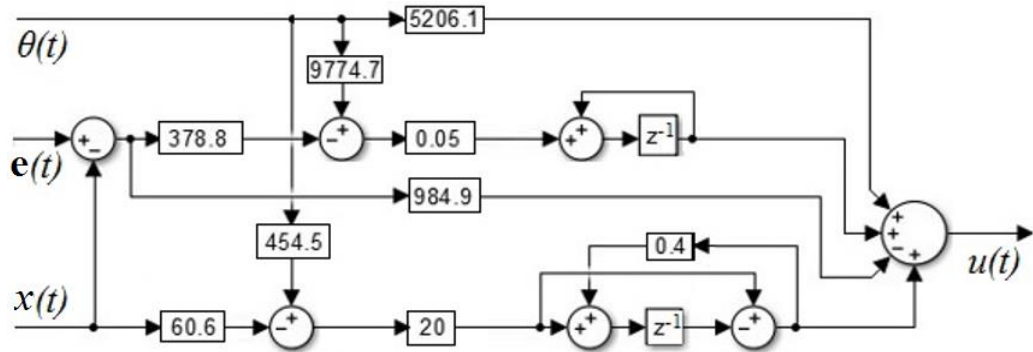 5206.1
θ(t)
9774.7
+
+ - 378.8 - + 0.05 + + z⁻¹
e(t)
984.9
+ + - +
454.5 0.4
u(t)
x(t)
+ + +
60.6 - 20 + z⁻¹ -